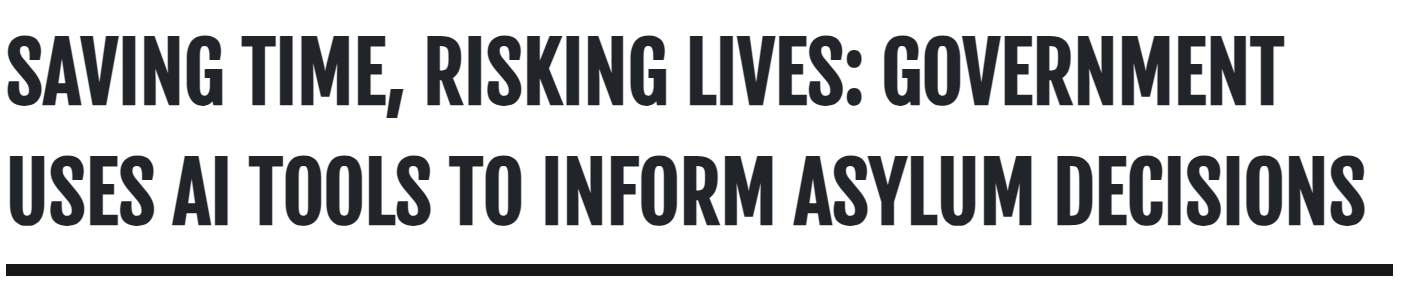 SAVING TIME, RISKING LIVES: GOVERNMENT
USES AI TOOLS TO INFORM ASYLUM DECISIONS